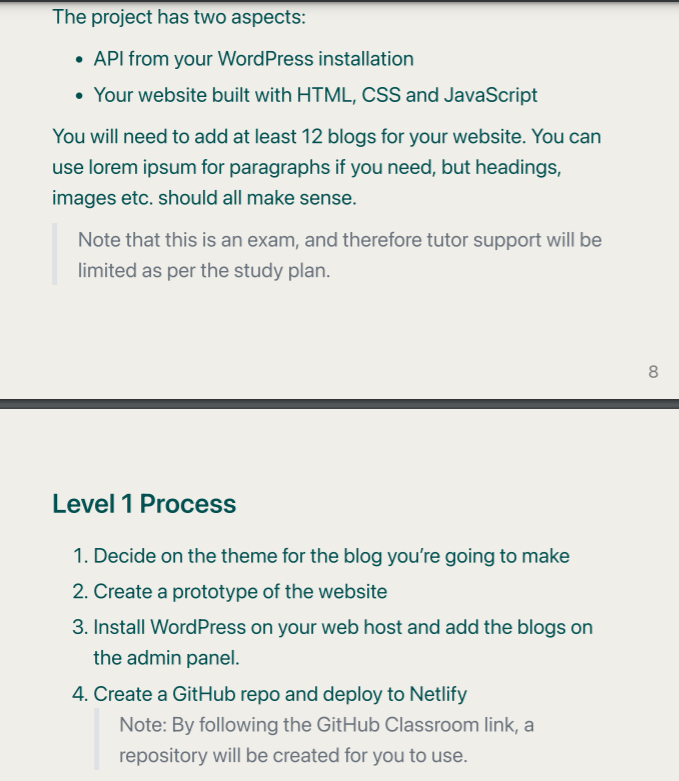 The project has two aspects:
• API from your WordPress installation
• Your website built with HTML, CSS and JavaScript
You will need to add at least 12 blogs for your website. You can
use lorem ipsum for paragraphs if you need, but headings,
images etc. should all make sense.
Note that this is an exam, and therefore tutor support will be
limited as per the study plan.
8
Level 1 Process
1. Decide on the theme for the blog you’re going to make
2. Create a prototype of the website
3. Install WordPress on your web host and add the blogs on
the admin panel.
4. Create a GitHub repo and deploy to Netlify
Note: By following the GitHub Classroom link, a
repository will be created for you to use.